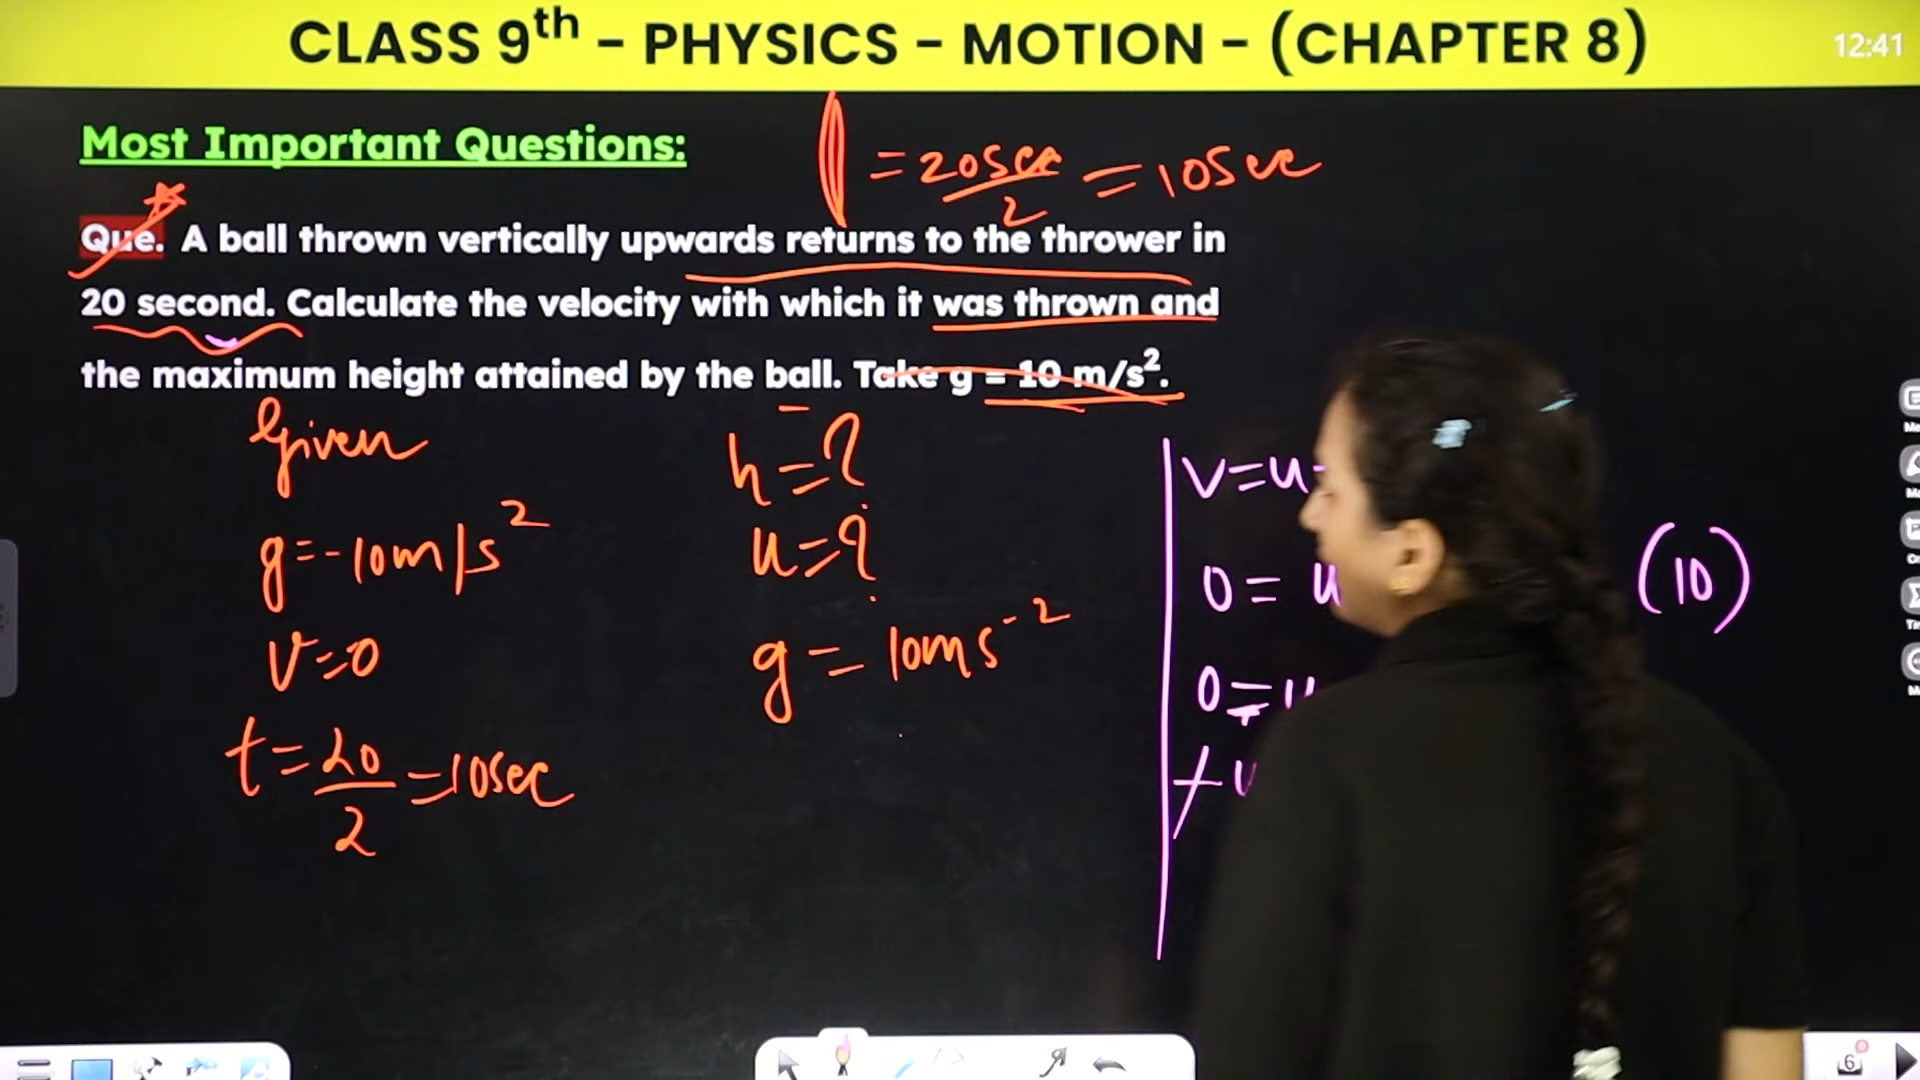 CLASS 9th - PHYSICS - MOTION - (CHAPTER 8)
12:41
Most Important Questions:
= 20sec/2 = 10sec
Que. A ball thrown vertically upwards returns to the thrower in
20 second. Calculate the velocity with which it was thrown and
the maximum height attained by the ball. Take g = 10 m/s².
Given
g=-10m/s²
v=0
t=20/2=10sec
h=?
u=?
g=10ms⁻²
v=u
0= u (10)
0=u
6